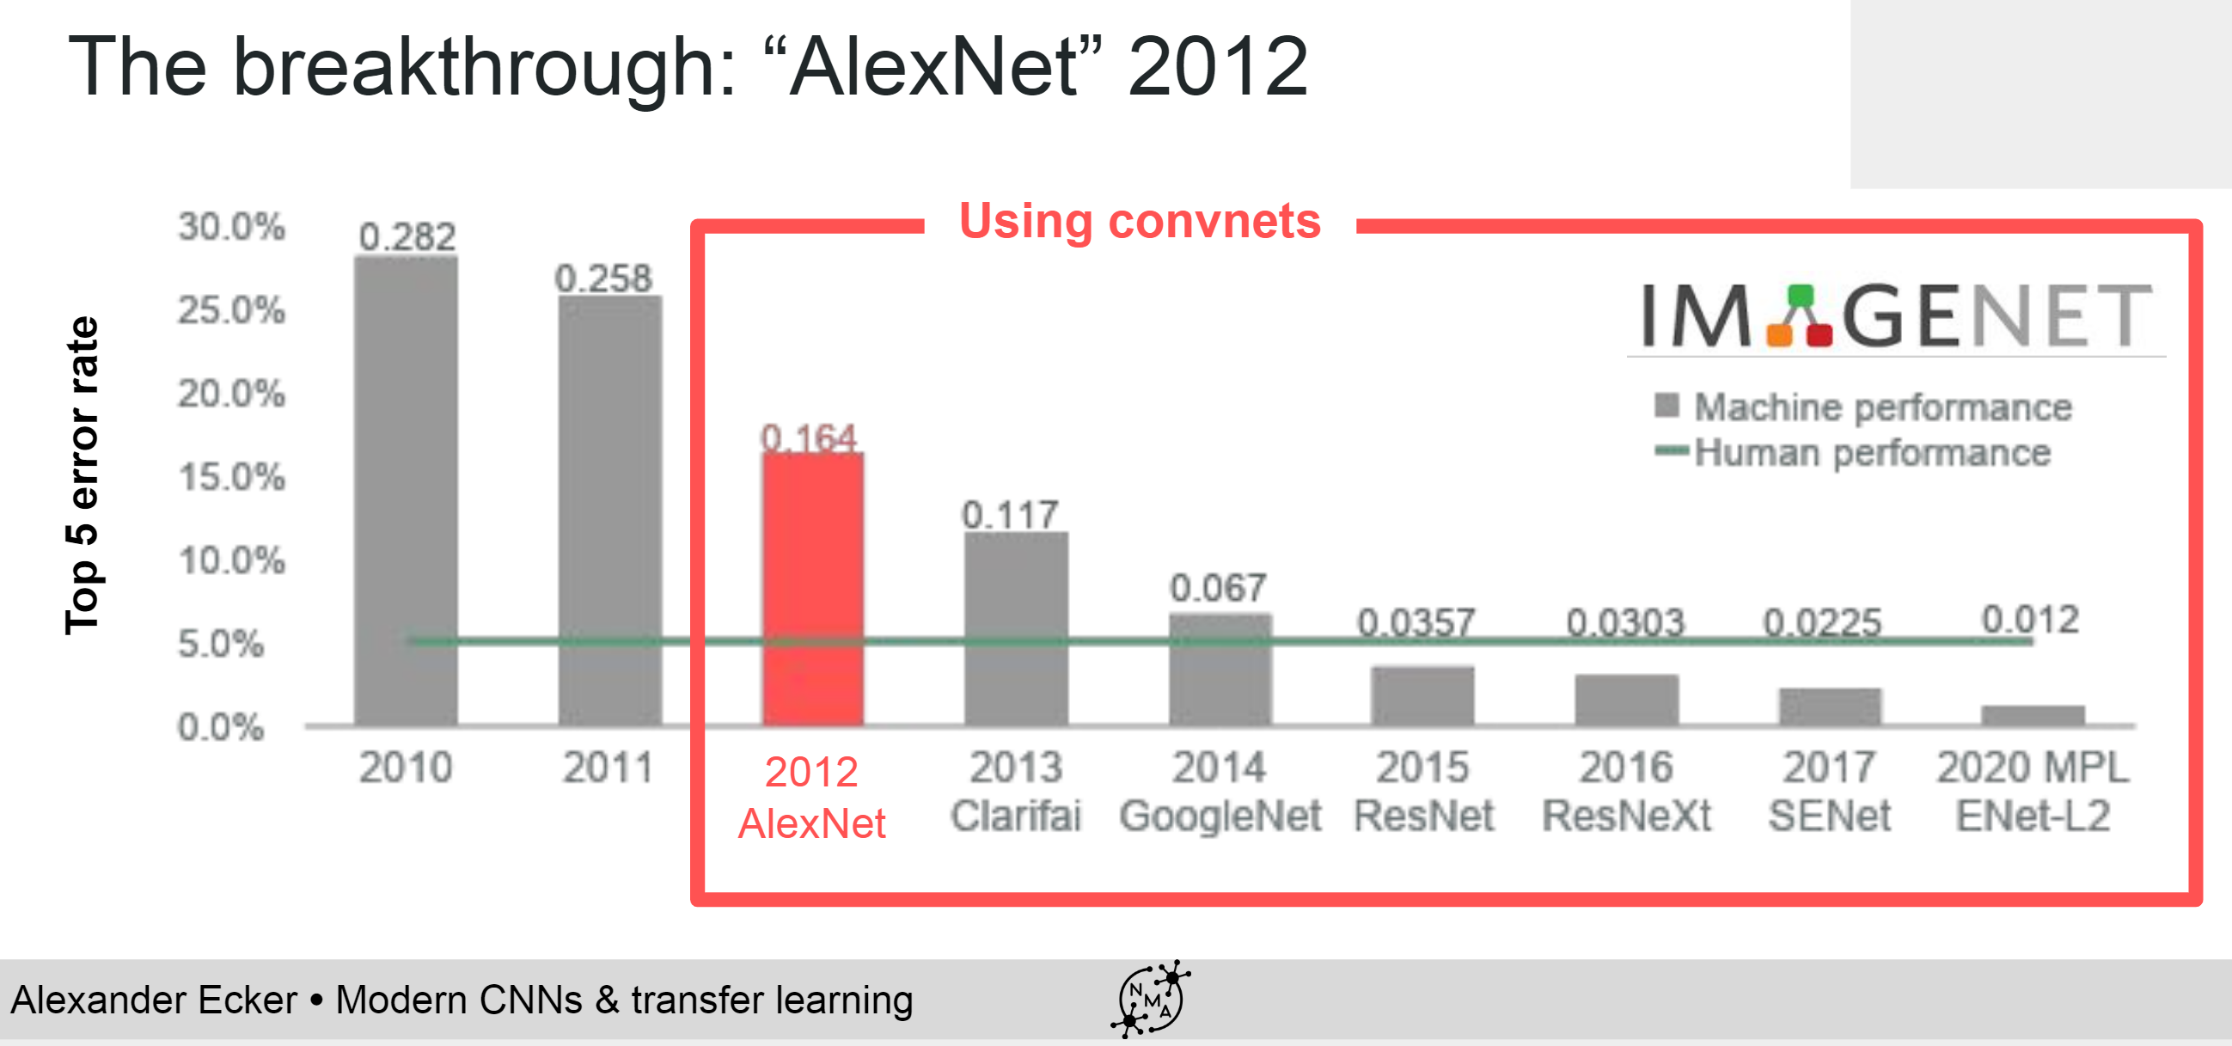 The breakthrough: “AlexNet” 2012
Using convnets
IMAGENET
Machine performance
Human performance
Top 5 error rate
30.0%
25.0%
20.0%
15.0%
10.0%
5.0%
0.0%
0.282
0.258
0.164
0.117
0.067
0.0357
0.0303
0.0225
0.012
2010
2011
2012
AlexNet
2013
Clarifai
2014
GoogleNet
2015
ResNet
2016
ResNeXt
2017
SENet
2020 MPL
ENet-L2
Alexander Ecker • Modern CNNs & transfer learning
NMA